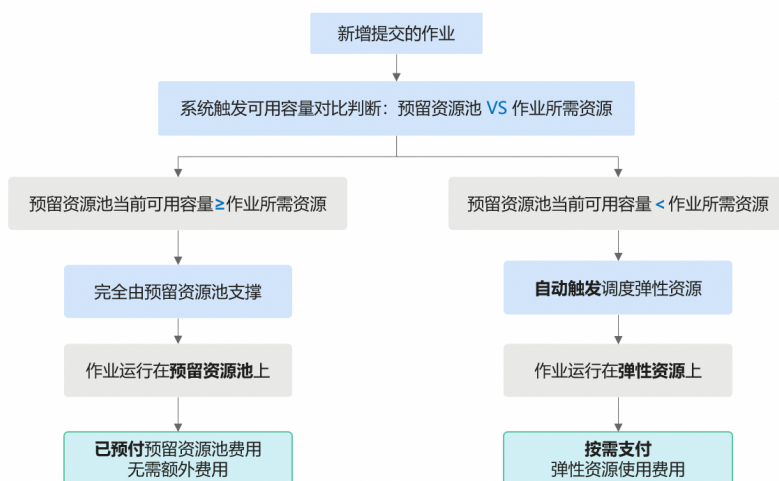 新增提交的作业
系统触发可用容量对比判断：预留资源池 VS 作业所需资源
预留资源池当前可用容量≥作业所需资源
预留资源池当前可用容量 < 作业所需资源
完全由预留资源池支撑
自动触发调度弹性资源
作业运行在预留资源池上
作业运行在弹性资源上
已预付预留资源池费用
无需额外费用
按需支付
弹性资源使用费用